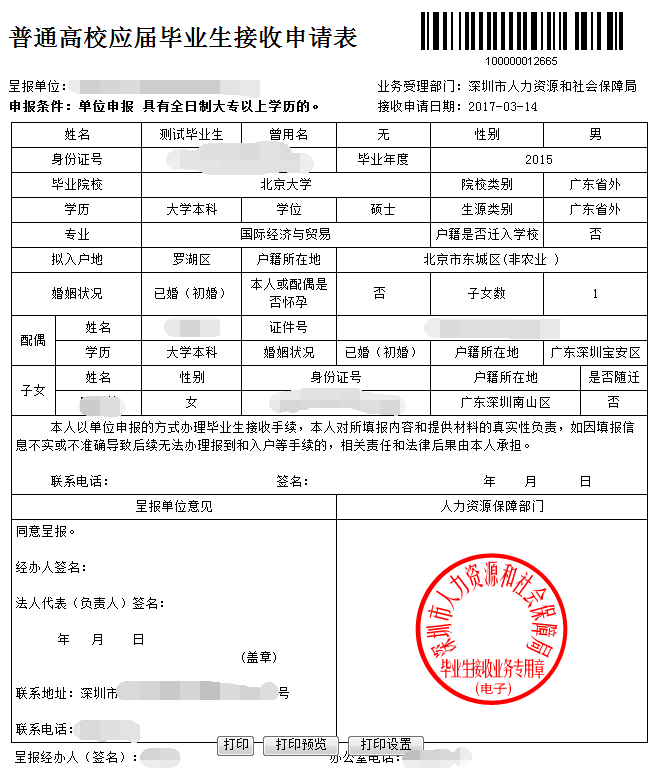 普通高校应届毕业生接收申请表
100000012665
呈报单位：
业务受理部门：深圳市人力资源和社会保障局
申报条件：单位申报 具有全日制大专以上学历的。
接收申请日期：2017-03-14
姓名 测试毕业生 曾用名 无 性别 男
身份证号 毕业年度 2015
毕业院校 北京大学 院校类别 广东省外
学历 大学本科 学位 硕士 生源类别 广东省外
专业 国际经济与贸易 户籍是否迁入学校 否
拟入户地 罗湖区 户籍所在地 北京市东城区(非农业 )
婚姻状况 已婚（初婚） 本人或配偶是否怀孕 否 子女数 1
配偶 姓名 证件号
学历 大学本科 婚姻状况 已婚（初婚） 户籍所在地 广东深圳宝安区
子女 姓名 性别 身份证号 户籍所在地 是否随迁
女 广东深圳南山区 否
本人以单位申报的方式办理毕业生接收手续，本人对所填报内容和提供材料的真实性负责，如因填报信
息不实或不准确导致后续无法办理报到和入户等手续的，相关责任和法律后果由本人承担。
联系电话： 签名： 年 月 日
呈报单位意见 人力资源保障部门
同意呈报。
经办人签名：
法人代表（负责人）签名：
年 月 日
（盖章）
联系地址：深圳市 号
联系电话：
深圳市人力资源和社会保障局
毕业生接收业务专用章
(电子)
打印 打印预览 打印设置
呈报经办人（签名）： 办公室电话：